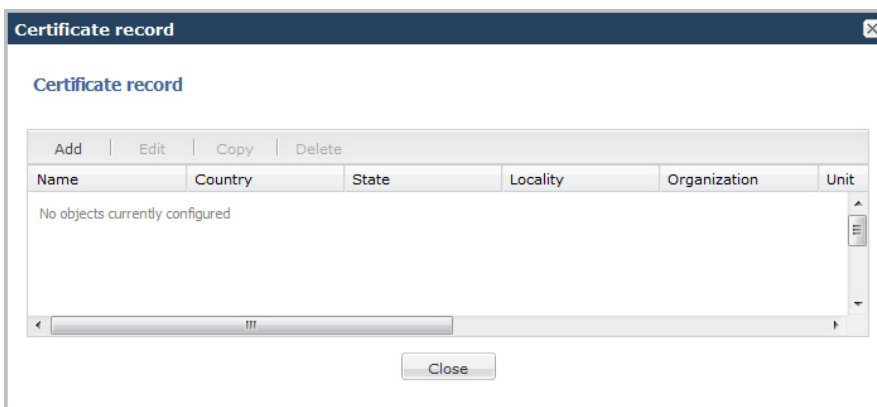 Certificate record
Certificate record
Add Edit Copy Delete
Name Country State Locality Organization Unit
No objects currently configured
Close